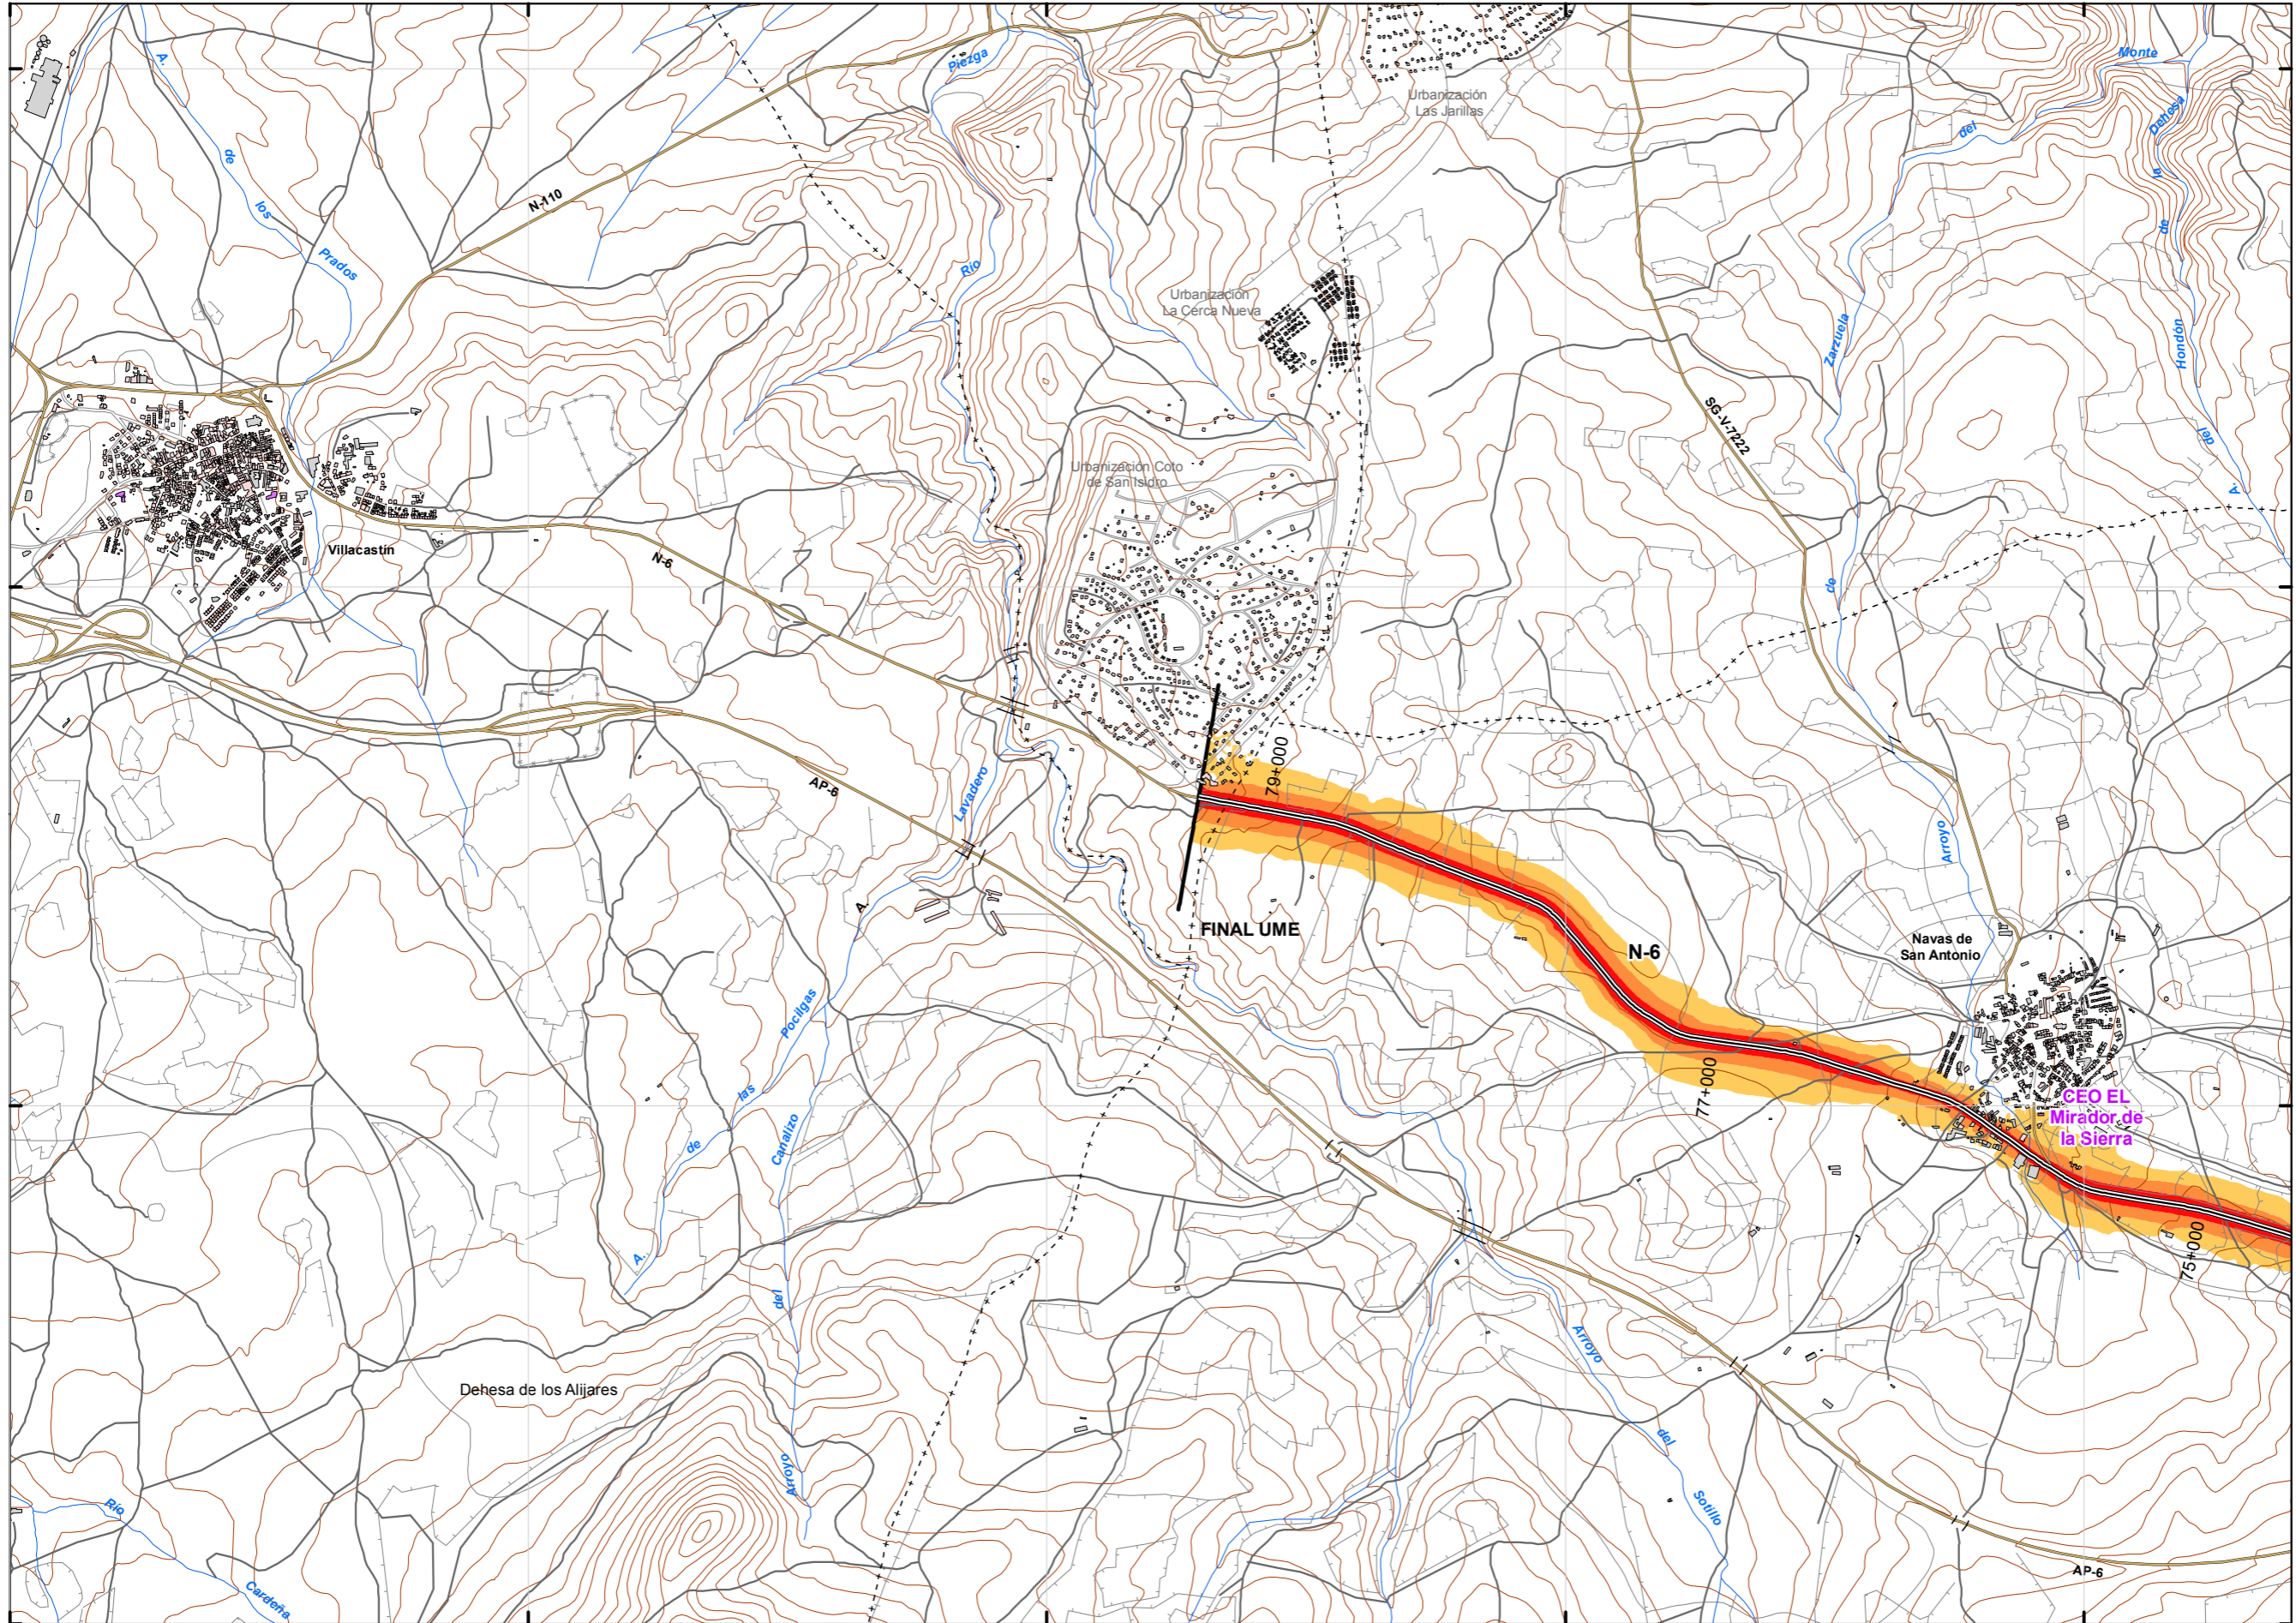 A.
de
los
Prados
N-110
Piezga
Río
Urbanización
Las Jarillas
Monte
del
Dehesa
la
de
Hondón
del
A.
Urbanización
La Cerca Nueva
Zarzuela
de
Arroyo
SG-V-7222
Urbanización Coto
de San Isidro
Villacastín
N-6
AP-6
Lavadero
79+000
FINAL UME
N-6
Navas de
San Antonio
CEO EL
Mirador de
la Sierra
77+000
75+000
A.
Pocilgas
las
de
A.
Canalizo
del
Arroyo
Dehesa de los Alijares
Arroyo
del
Sotillo
Río
Cardeña
AP-6